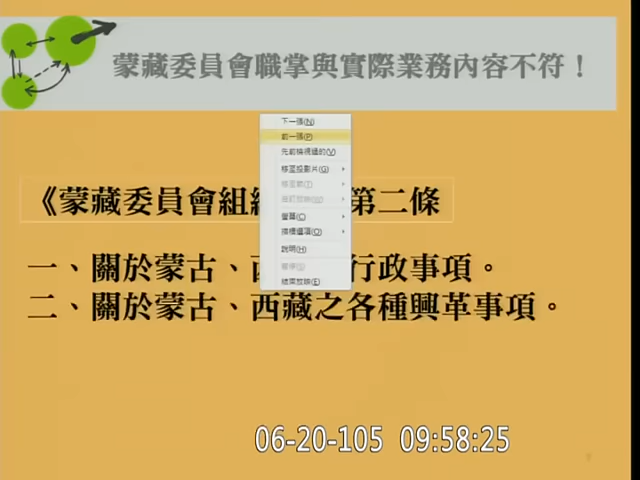 蒙藏委員會職掌與實際業務內容不符！
下一張(N)
前一張(P)
先前檢視過的(V)
移至投影片(G)
螢幕(C)
指標選項(O)
說明(H)
結束放映(E)
《蒙藏委員會組 第二條
一、關於蒙古、西 行政事項。
二、關於蒙古、西藏之各種興革事項。
06-20-105 09:58:25